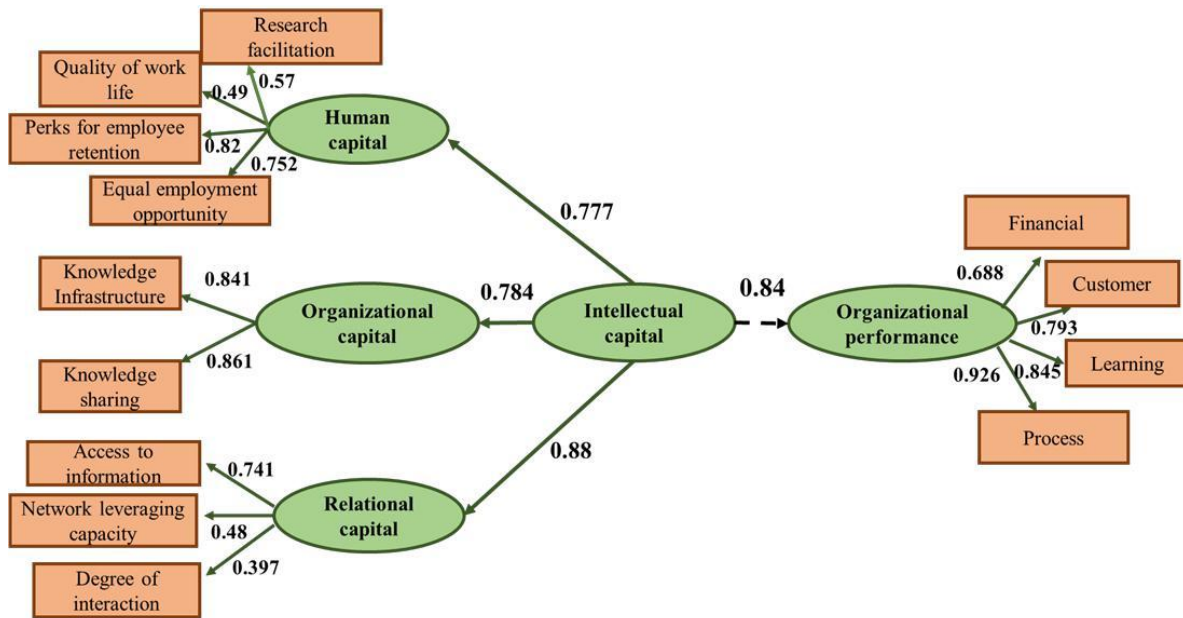 Research
facilitation
Quality of work
life
0.57
0.49
Perks for employee
retention
0.82
0.752
Equal employment
opportunity
Human
capital
0.777
Knowledge
Infrastructure
0.841
Knowledge
sharing
0.861
Organizational
capital
0.784
Intellectual
capital
0.84
Organizational
performance
Financial
0.688
Customer
0.793
Learning
0.845
0.926
Process
0.88
Access to
information
0.741
Network leveraging
capacity
0.48
Degree of
interaction
0.397
Relational
capital